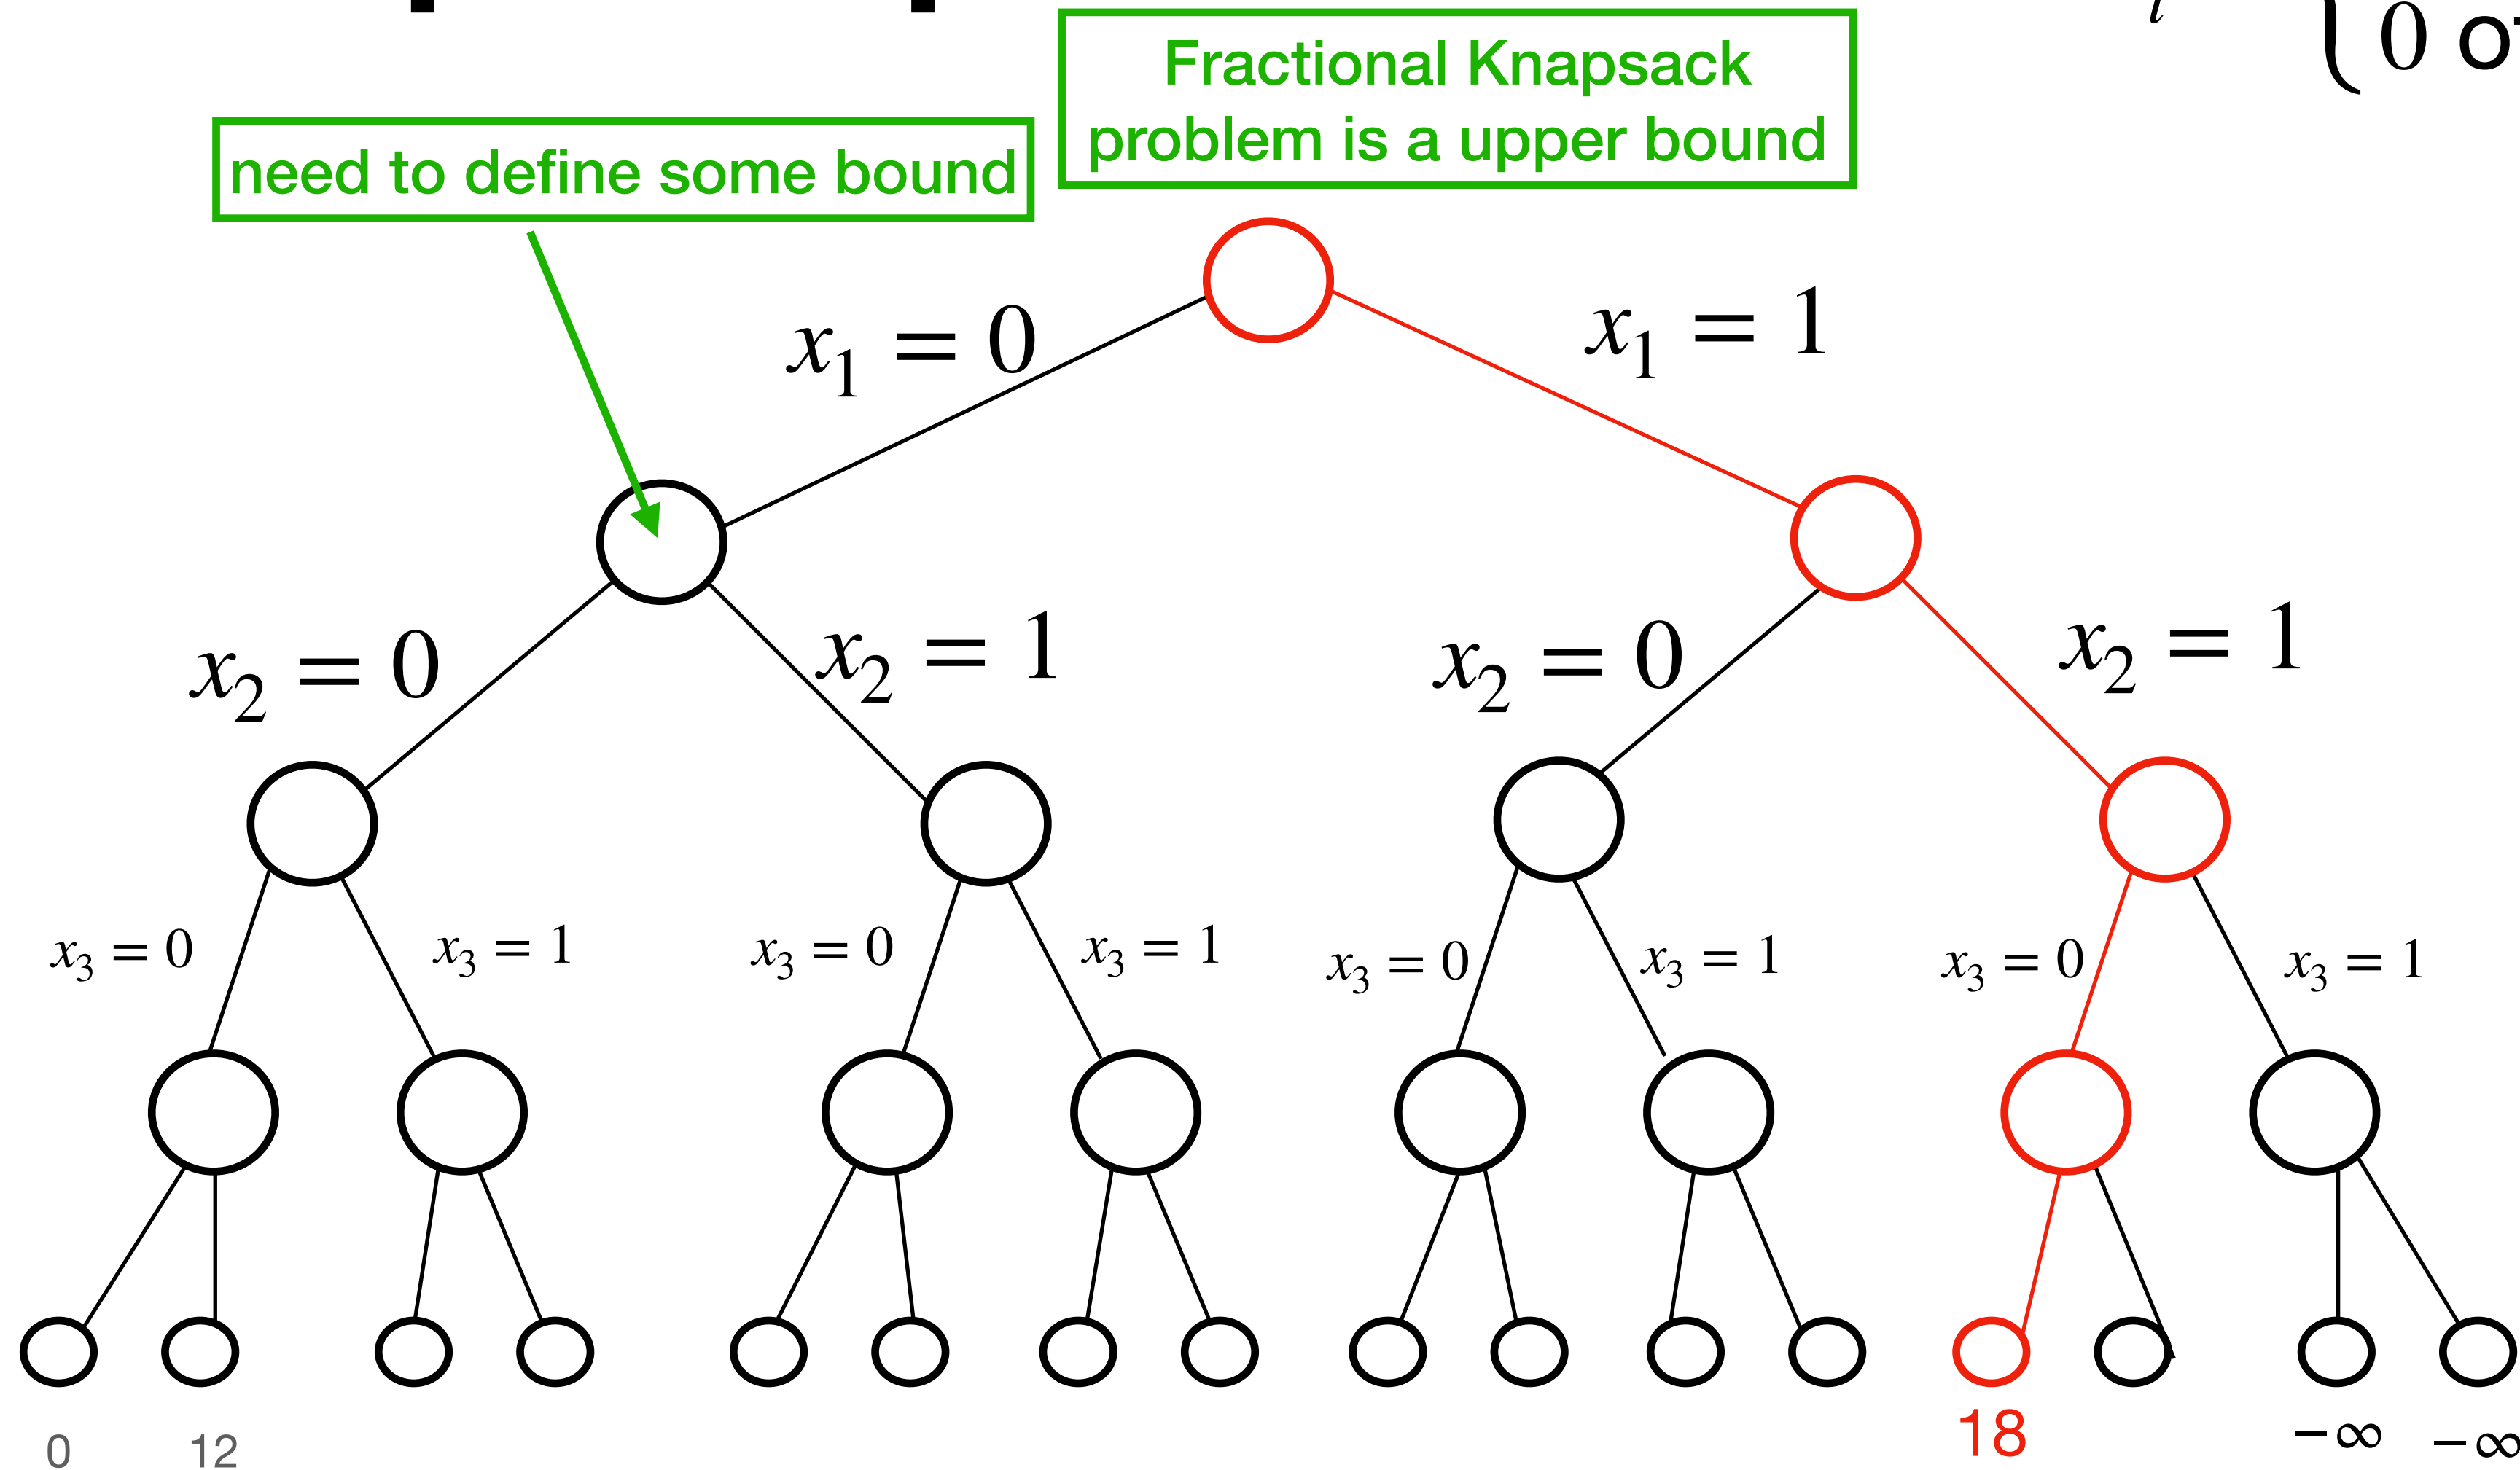 0
Fractional Knapsack
problem is a upper bound
need to define some bound
x₁ = 0
x₁ = 1
x₂ = 0
x₂ = 1
x₂ = 0
x₂ = 1
x₃ = 0
x₃ = 1
x₃ = 0
x₃ = 1
x₃ = 0
x₃ = 1
x₃ = 0
x₃ = 1
0
12
18
−∞
−∞